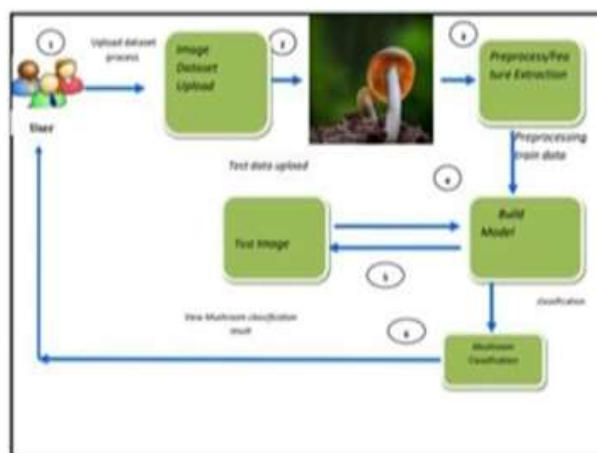 1
Upload dataset
process
Image
Dataset
Upload
2
3
Preprocess/Fea
ture Extraction
User
Preprocessing
train data
Test data upload
4
Build
Model
Test Image
5
classification
View Mushroom classification
result
6
Mushroom
Classification